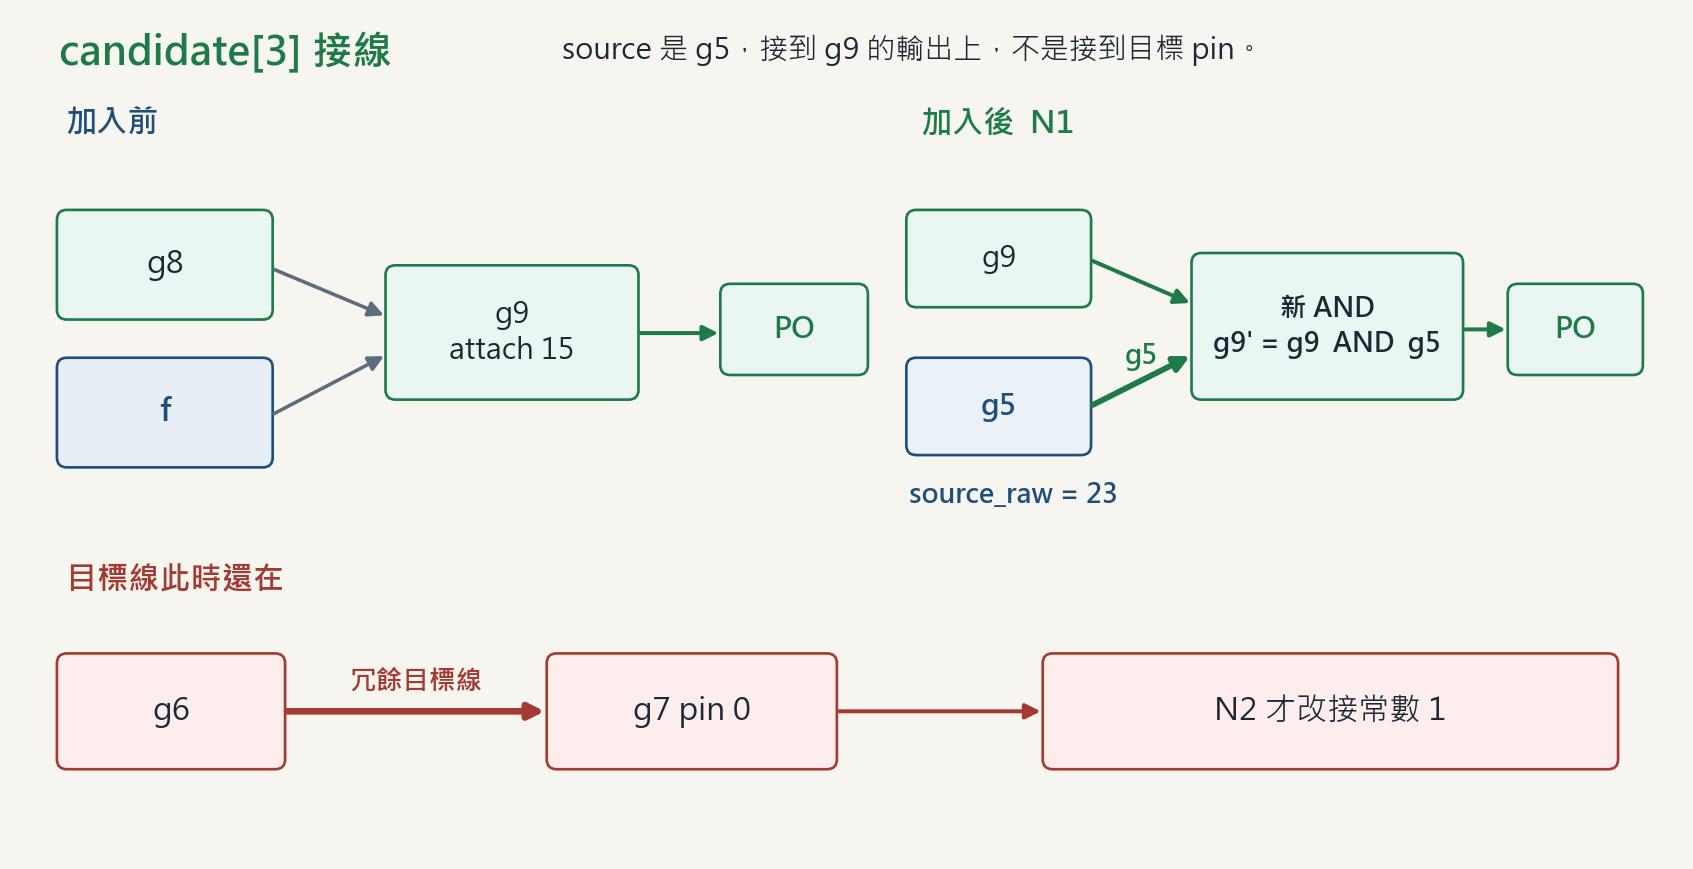 candidate[3] 接線
source 是 g5，接到 g9 的輸出上，不是接到目標 pin。
加入前
加入後 N1
g8
f
g9
attach 15
PO
g9
g5
g5
新 AND
g9' = g9 AND g5
PO
source_raw = 23
目標線此時還在
g6
冗餘目標線
g7 pin 0
N2 才改接常數 1